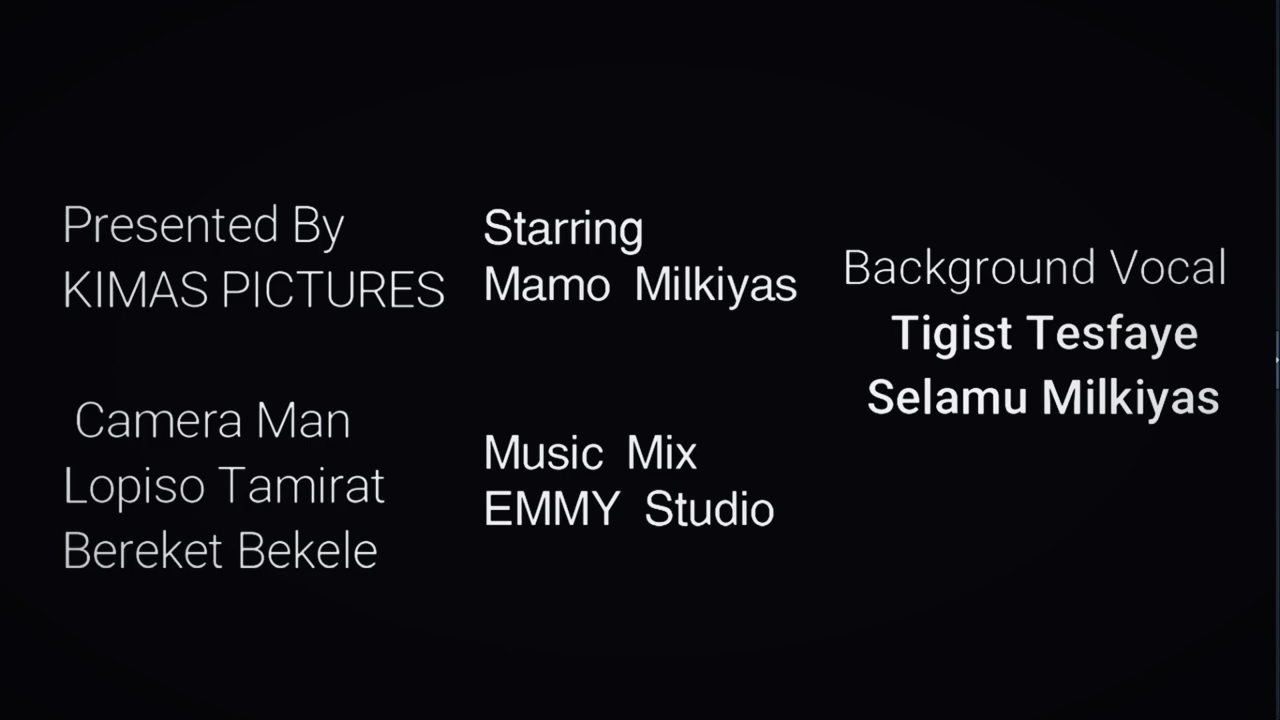 Presented By
KIMAS PICTURES
Camera Man
Lopiso Tamirat
Bereket Bekele
Starring
Mamo Milkiyas
Music Mix
EMMY Studio
Background Vocal
Tigist Tesfaye
Selamu Milkiyas